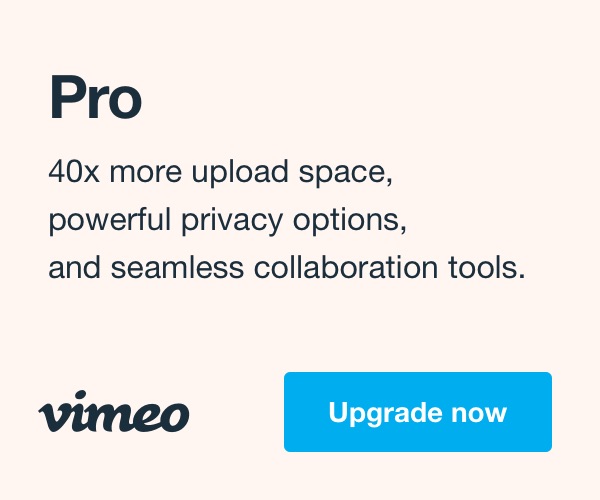 Pro
40x more upload space,
powerful privacy options,
and seamless collaboration tools.
vimeo
Upgrade now